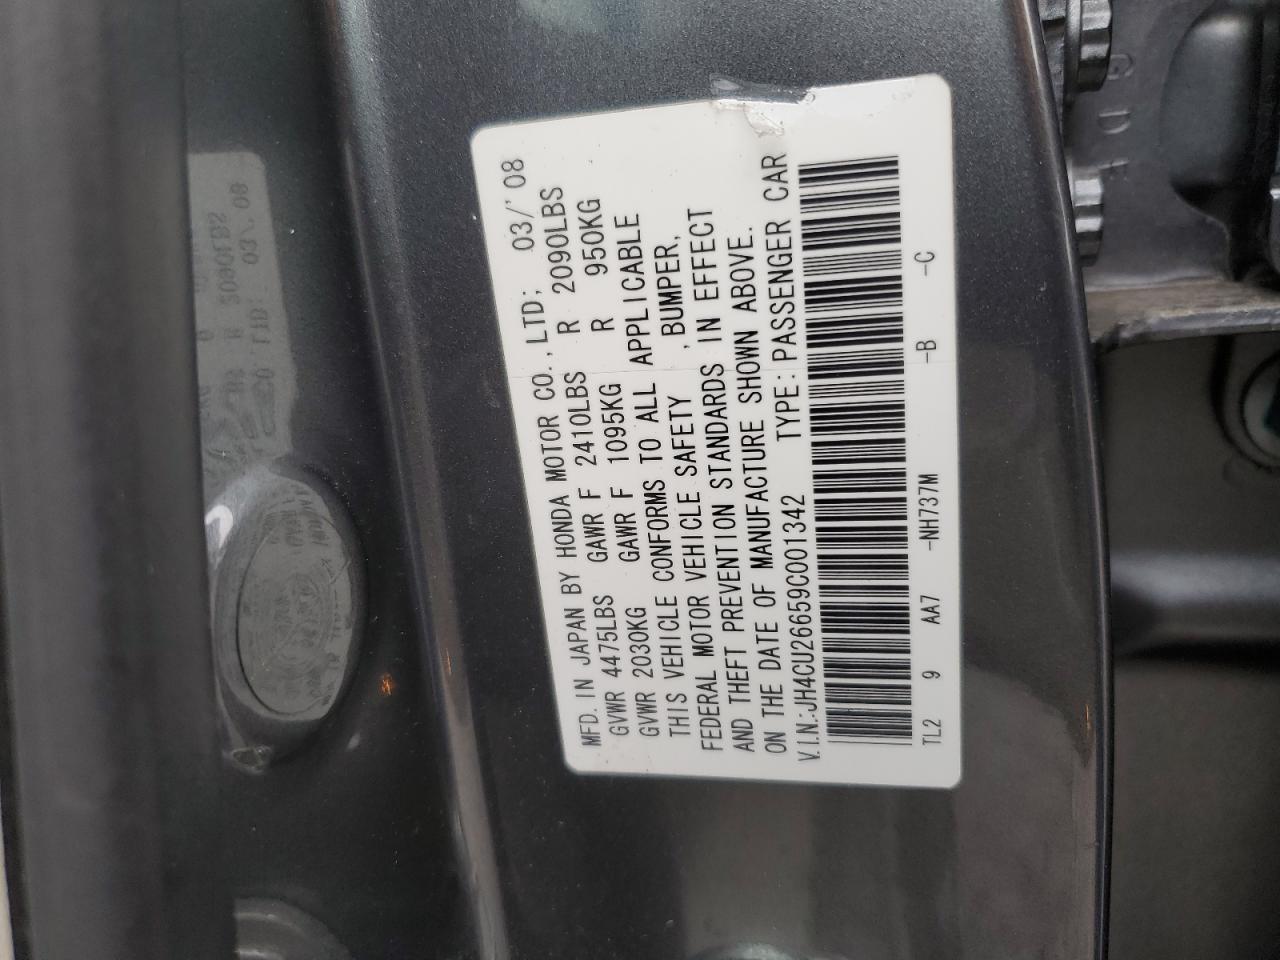 MFD. IN JAPAN BY HONDA MOTOR CO., LTD; 03/'08
GVWR 4475LBS GAWR F 2410LBS R 2090LBS
GVWR 2030KG GAWR F 1095KG R 950KG
THIS VEHICLE CONFORMS TO ALL APPLICABLE
FEDERAL MOTOR VEHICLE SAFETY , BUMPER,
AND THEFT PREVENTION STANDARDS IN EFFECT
ON THE DATE OF MANUFACTURE SHOWN ABOVE.
V.I.N.:JH4CU26659C001342 TYPE:PASSENGER CAR
TL2 9 AA7 -NH737M -B -C
G D E